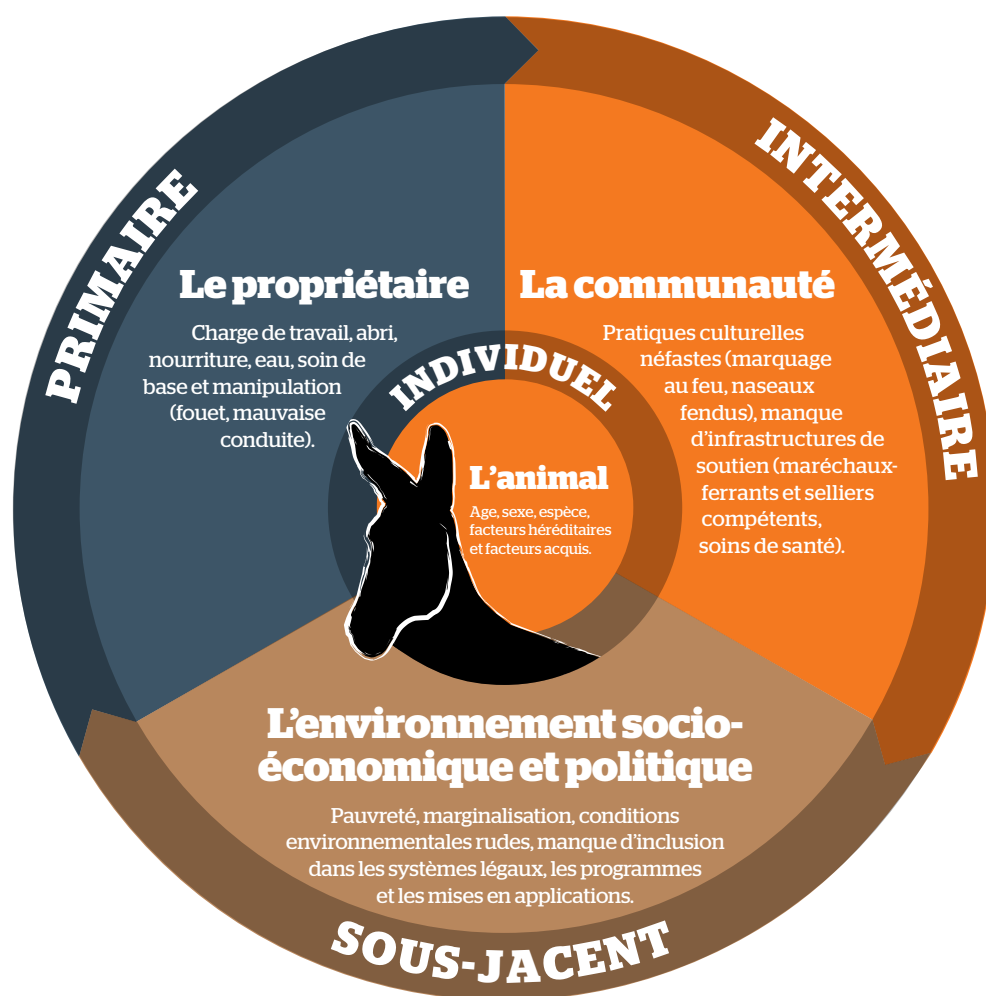 PRIMAIRE
Le propriétaire
Charge de travail, abri,
nourriture, eau, soin de
base et manipulation
(fouet, mauvaise
conduite).
INTERMÉDIAIRE
La communauté
Pratiques culturelles
néfastes (marquage
au feu, naseaux
fendus), manque
d'infrastructures de
soutien (maréchaux-
ferrants et selliers
compétents,
soins de santé).
INDIVIDUEL
L'animal
Age, sexe, espèce,
facteurs héréditaires
et facteurs acquis.
L'environnement socio-
économique et politique
Pauvreté, marginalisation, conditions
environnementales rudes, manque d'inclusion
dans les systèmes légaux, les programmes
et les mises en applications.
SOUS-JACENT